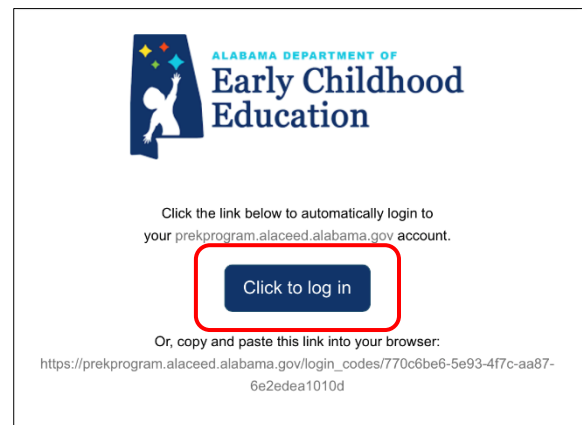 ALABAMA DEPARTMENT OF
Early Childhood
Education
Click the link below to automatically login to
your prekprogram.alaceed.alabama.gov account.
Click to log in
Or, copy and paste this link into your browser:
https://prekprogram.alaceed.alabama.gov/login_codes/770c6be6-5e93-4f7c-aa87-
6e2edea1010d